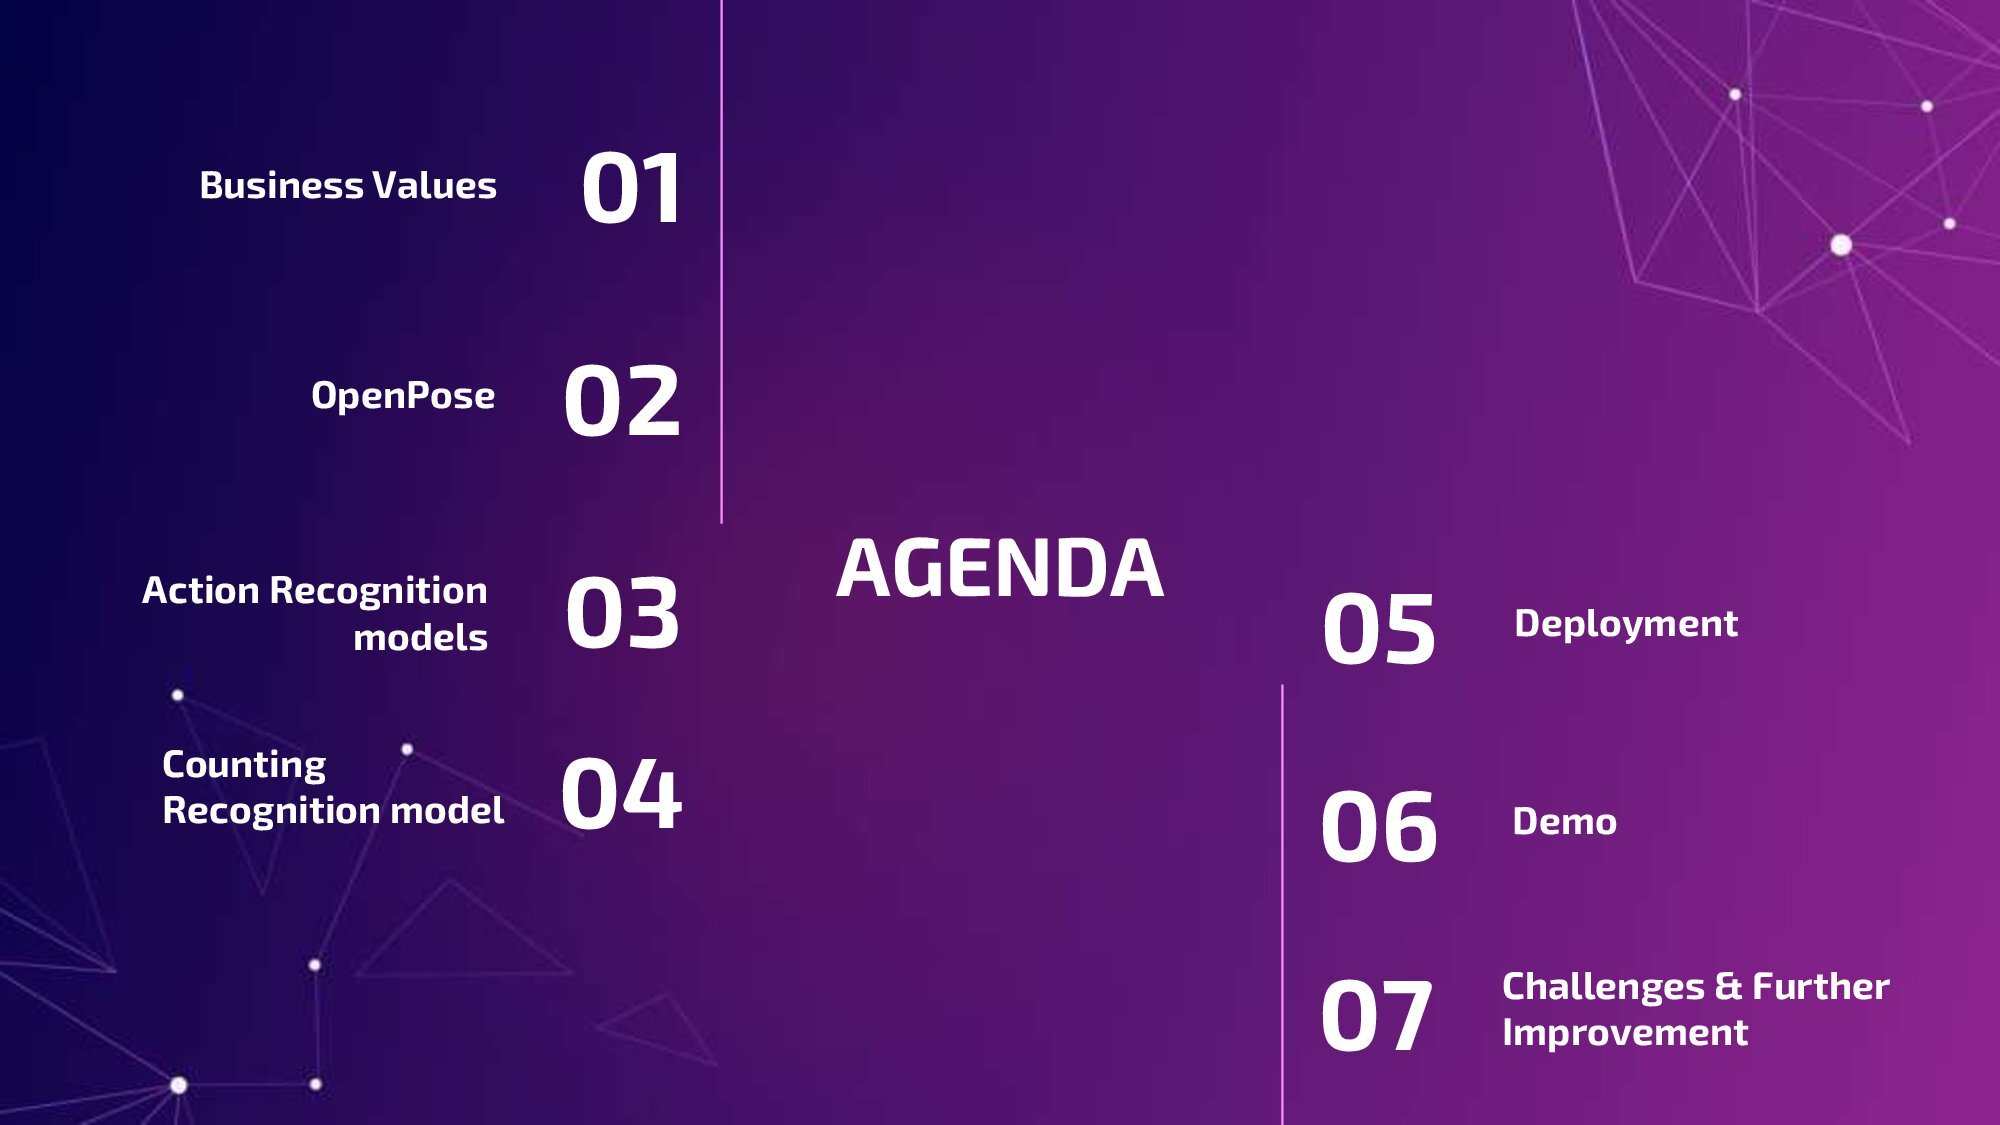 AGENDA
01
Business Values
02
OpenPose
03
Action Recognition
models
04
Counting
Recognition model
05
Deployment
06
Demo
07
Challenges & Further
Improvement